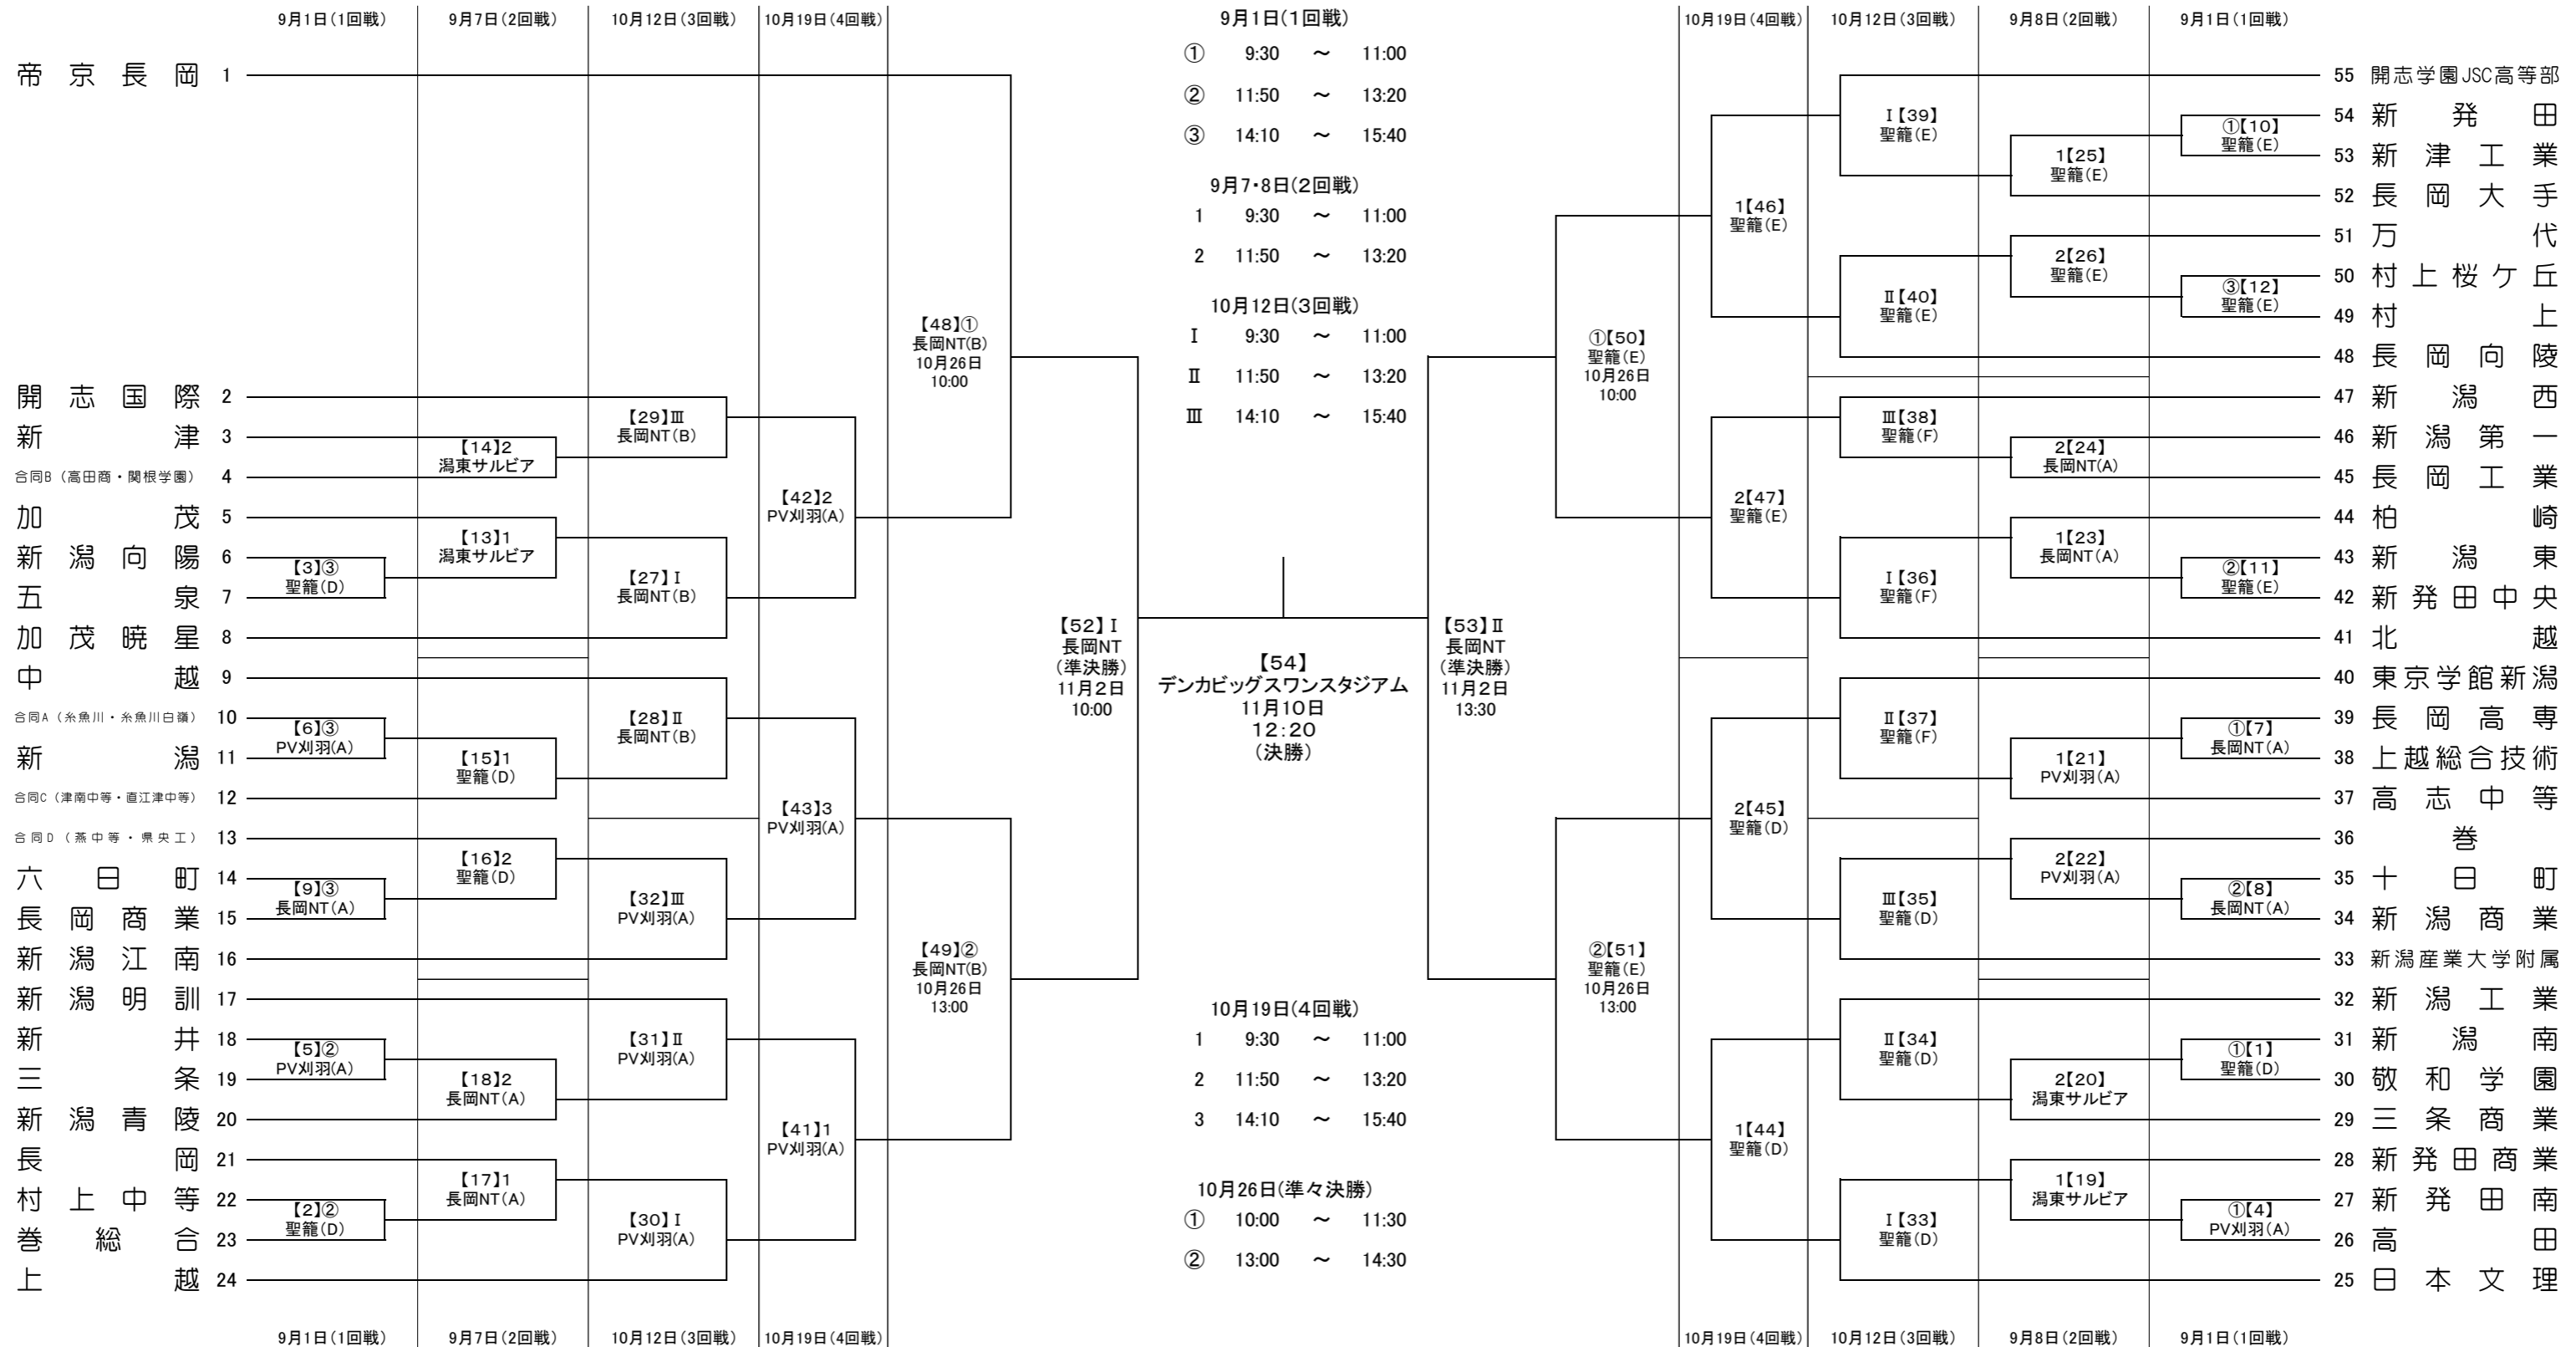 9月1日(1回戦) 9月7日(2回戦) 10月12日(3回戦) 10月19日(4回戦)
帝京長岡 1
開志国際 2
新津 3
合同B(高田商・関根学園) 4
加茂 5
新潟向陽 6
五泉 7
加茂暁星 8
中越 9
合同A(糸魚川・糸魚川白嶺) 10
新潟 11
合同C(津南中等・直江津中等) 12
合同D(燕中等・県央工) 13
六日町 14
長岡商業 15
新潟江南 16
新潟明訓 17
新井 18
三条 19
新潟青陵 20
長岡 21
村上中等 22
巻総合 23
上越 24
【3】③
聖籠(D)
【6】③
PV刈羽(A)
【9】③
長岡NT(A)
【5】②
PV刈羽(A)
【2】②
聖籠(D)
【14】2
潟東サルビア
【13】1
潟東サルビア
【15】1
聖籠(D)
【16】2
聖籠(D)
【18】2
長岡NT(A)
【17】1
長岡NT(A)
【29】Ⅲ
長岡NT(B)
【27】Ⅰ
長岡NT(B)
【28】Ⅱ
長岡NT(B)
【32】Ⅲ
PV刈羽(A)
【31】Ⅱ
PV刈羽(A)
【30】Ⅰ
PV刈羽(A)
【42】2
PV刈羽(A)
【43】3
PV刈羽(A)
【41】1
PV刈羽(A)
【48】①
長岡NT(B)
10月26日
10:00
【49】②
長岡NT(B)
10月26日
13:00
【52】Ⅰ
長岡NT
(準決勝)
11月2日
10:00
9月1日(1回戦) 9月7日(2回戦) 10月12日(3回戦) 10月19日(4回戦)
9月1日(1回戦)
① 9:30 ～ 11:00
② 11:50 ～ 13:20
③ 14:10 ～ 15:40
9月7・8日(2回戦)
1 9:30 ～ 11:00
2 11:50 ～ 13:20
10月12日(3回戦)
Ⅰ 9:30 ～ 11:00
Ⅱ 11:50 ～ 13:20
Ⅲ 14:10 ～ 15:40
【54】
デンカビッグスワンスタジアム
11月10日
12:20
(決勝)
10月19日(4回戦)
1 9:30 ～ 11:00
2 11:50 ～ 13:20
3 14:10 ～ 15:40
10月26日(準々決勝)
① 10:00 ～ 11:30
② 13:00 ～ 14:30
10月19日(4回戦) 10月12日(3回戦) 9月8日(2回戦) 9月1日(1回戦)
【53】Ⅱ
長岡NT
(準決勝)
11月2日
13:30
①【50】
聖籠(E)
10月26日
10:00
②【51】
聖籠(E)
10月26日
13:00
1【46】
聖籠(E)
2【47】
聖籠(E)
2【45】
聖籠(D)
1【44】
聖籠(D)
Ⅰ【39】
聖籠(E)
Ⅱ【40】
聖籠(E)
Ⅲ【38】
聖籠(F)
Ⅰ【36】
聖籠(F)
Ⅱ【37】
聖籠(F)
Ⅲ【35】
聖籠(D)
Ⅱ【34】
聖籠(D)
Ⅰ【33】
聖籠(D)
1【25】
聖籠(E)
2【26】
聖籠(E)
2【24】
長岡NT(A)
1【23】
長岡NT(A)
1【21】
PV刈羽(A)
2【22】
PV刈羽(A)
2【20】
潟東サルビア
1【19】
潟東サルビア
①【10】
聖籠(E)
③【12】
聖籠(E)
②【11】
聖籠(E)
①【7】
長岡NT(A)
②【8】
長岡NT(A)
①【1】
聖籠(D)
①【4】
PV刈羽(A)
55 開志学園JSC高等部
54 新発田
53 新津工業
52 長岡大手
51 万代
50 村上桜ケ丘
49 村上
48 長岡向陵
47 新潟西
46 新潟第一
45 長岡工業
44 柏崎
43 新潟東
42 新発田中央
41 北越
40 東京学館新潟
39 長岡高専
38 上越総合技術
37 高志中等
36 巻
35 十日町
34 新潟商業
33 新潟産業大学附属
32 新潟工業
31 新潟南
30 敬和学園
29 三条商業
28 新発田商業
27 新発田南
26 高田
25 日本文理
10月19日(4回戦) 10月12日(3回戦) 9月8日(2回戦) 9月1日(1回戦)